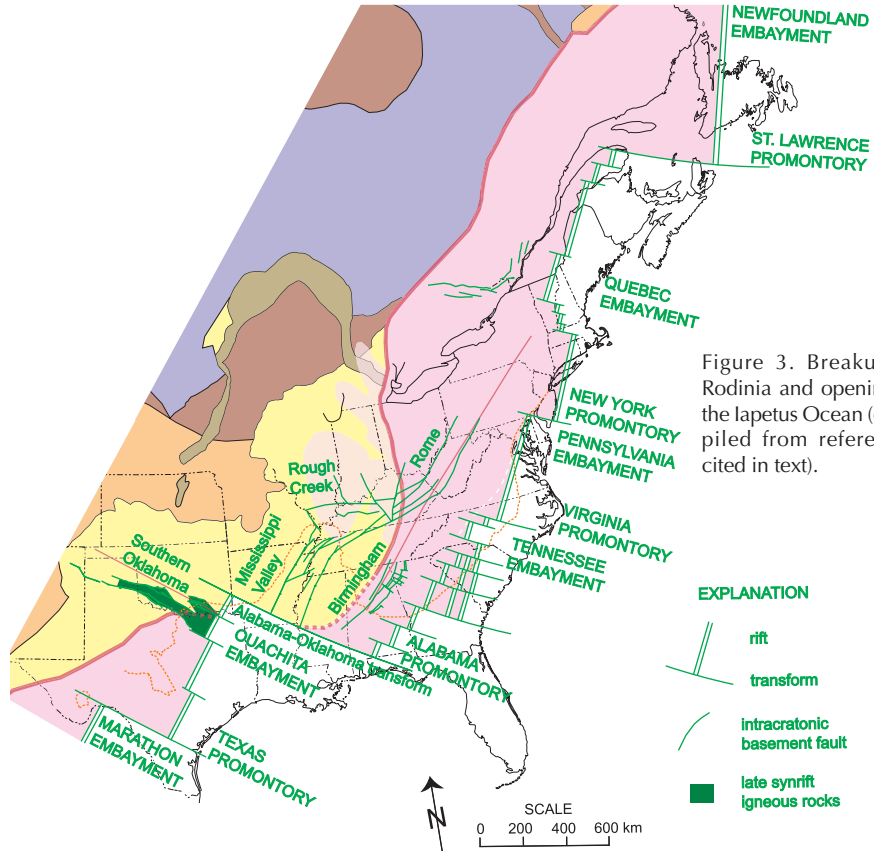 NEWFOUNDLAND
EMBAYMENT
ST. LAWRENCE
PROMONTORY
QUEBEC
EMBAYMENT
Figure 3. Breaku
Rodinia and openin
the Iapetus Ocean (
piled from refere
cited in text).
NEW YORK
PROMONTORY
PENNSYLVANIA
EMBAYMENT
Rome
Rough
Creek
VIRGINIA
PROMONTORY
TENNESSEE
EMBAYMENT
Mississippi
Valley
Birmingham
Southern
Oklahoma
Alabama-Oklahoma transform
OUACHITA
EMBAYMENT
ALABAMA
PROMONTORY
TEXAS
PROMONTORY
MARATHON
EMBAYMENT
EXPLANATION
rift
transform
intracratonic
basement fault
late synrift
igneous rocks
N
SCALE
0 200 400 600 km